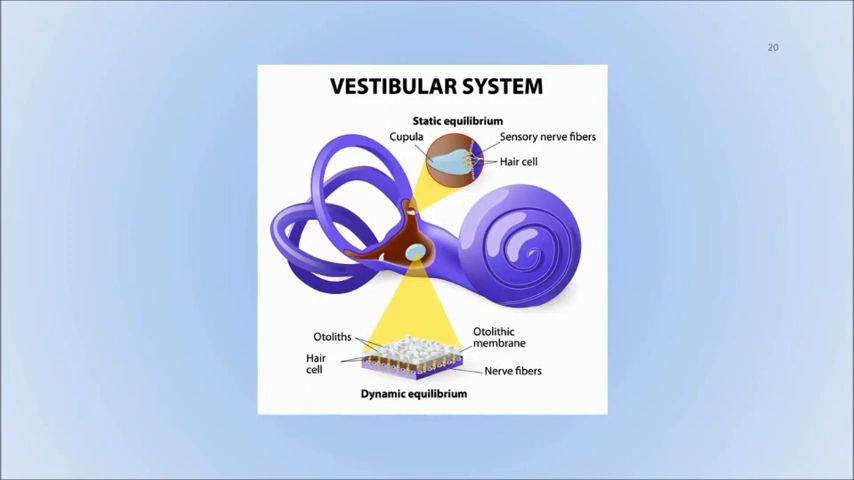 20
VESTIBULAR SYSTEM
Static equilibrium
Cupula
Sensory nerve fibers
Hair cell
Otoliths
Otolithic
membrane
Hair
cell
Nerve fibers
Dynamic equilibrium